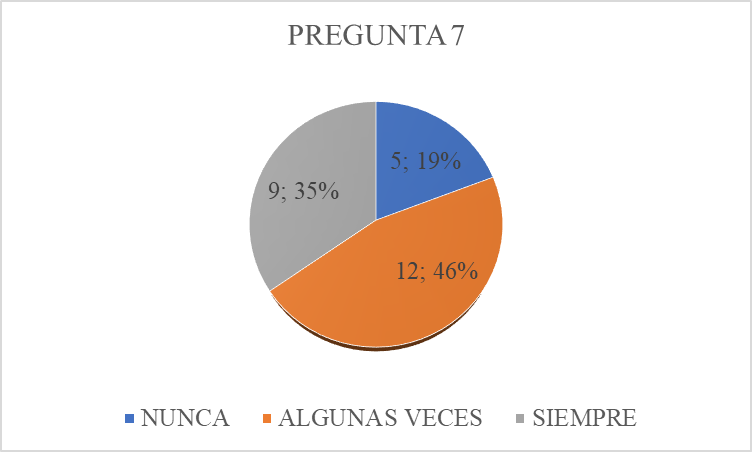 PREGUNTA 7
5; 19%
9; 35%
12; 46%
NUNCA ALGUNAS VECES SIEMPRE